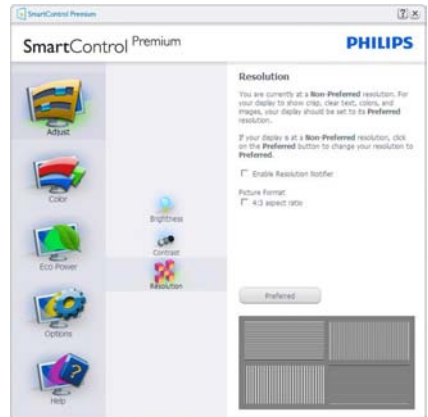 SmartControl Premium
SmartControl Premium
PHILIPS
Adjust
Color
Eco Power
Options
Help
Brightness
Contrast
Resolution
Resolution
You are currently at a Non-Preferred resolution. For
your display to show crisp, clear text, colors, and
images, your display should be set to its Preferred
resolution.
If your display is at a Non-Preferred resolution, click
on the Preferred button to change your resolution to
Preferred.
Enable Resolution Notifier
Picture Format
4:3 aspect ratio
Preferred